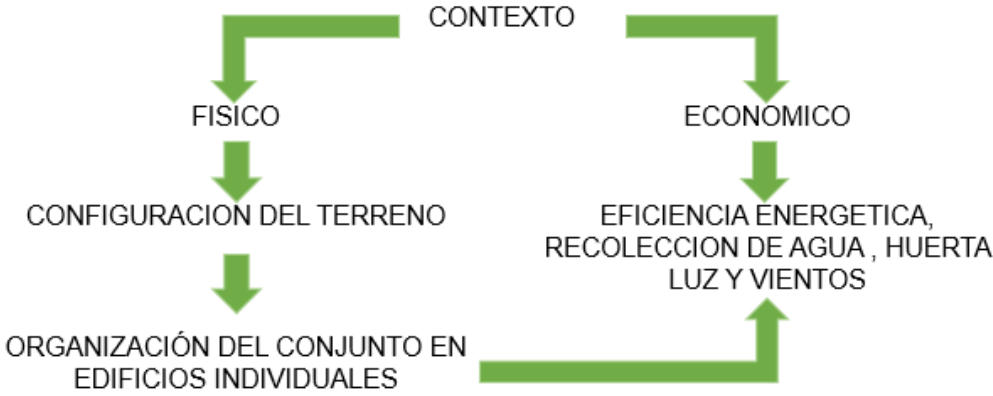 CONTEXTO
FISICO
ECONOMICO
CONFIGURACION DEL TERRENO
EFICIENCIA ENERGETICA,
RECOLECCION DE AGUA , HUERTA
LUZ Y VIENTOS
ORGANIZACIÓN DEL CONJUNTO EN
EDIFICIOS INDIVIDUALES